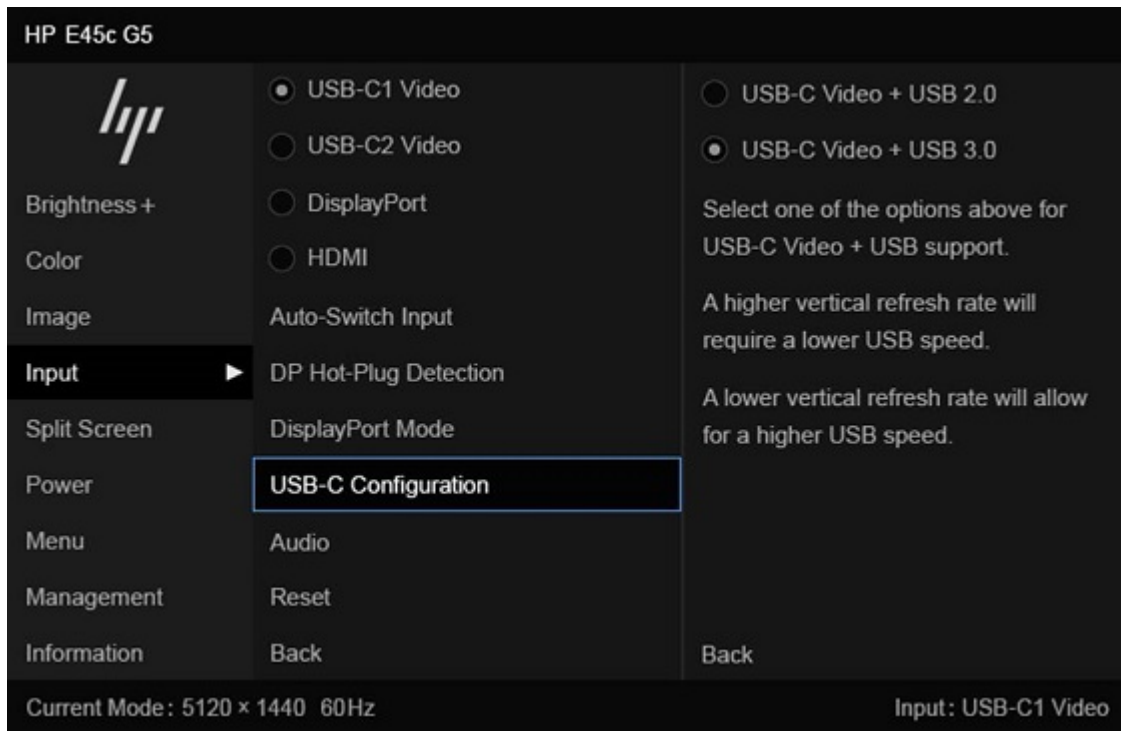 HP E45c G5
hp
Brightness +
Color
Image
Input
Split Screen
Power
Menu
Management
Information
USB-C1 Video
USB-C2 Video
DisplayPort
HDMI
Auto-Switch Input
DP Hot-Plug Detection
DisplayPort Mode
USB-C Configuration
Audio
Reset
Back
USB-C Video + USB 2.0
USB-C Video + USB 3.0
Select one of the options above for
USB-C Video + USB support.
A higher vertical refresh rate will
require a lower USB speed.
A lower vertical refresh rate will allow
for a higher USB speed.
Back
Current Mode: 5120 × 1440 60Hz
Input: USB-C1 Video